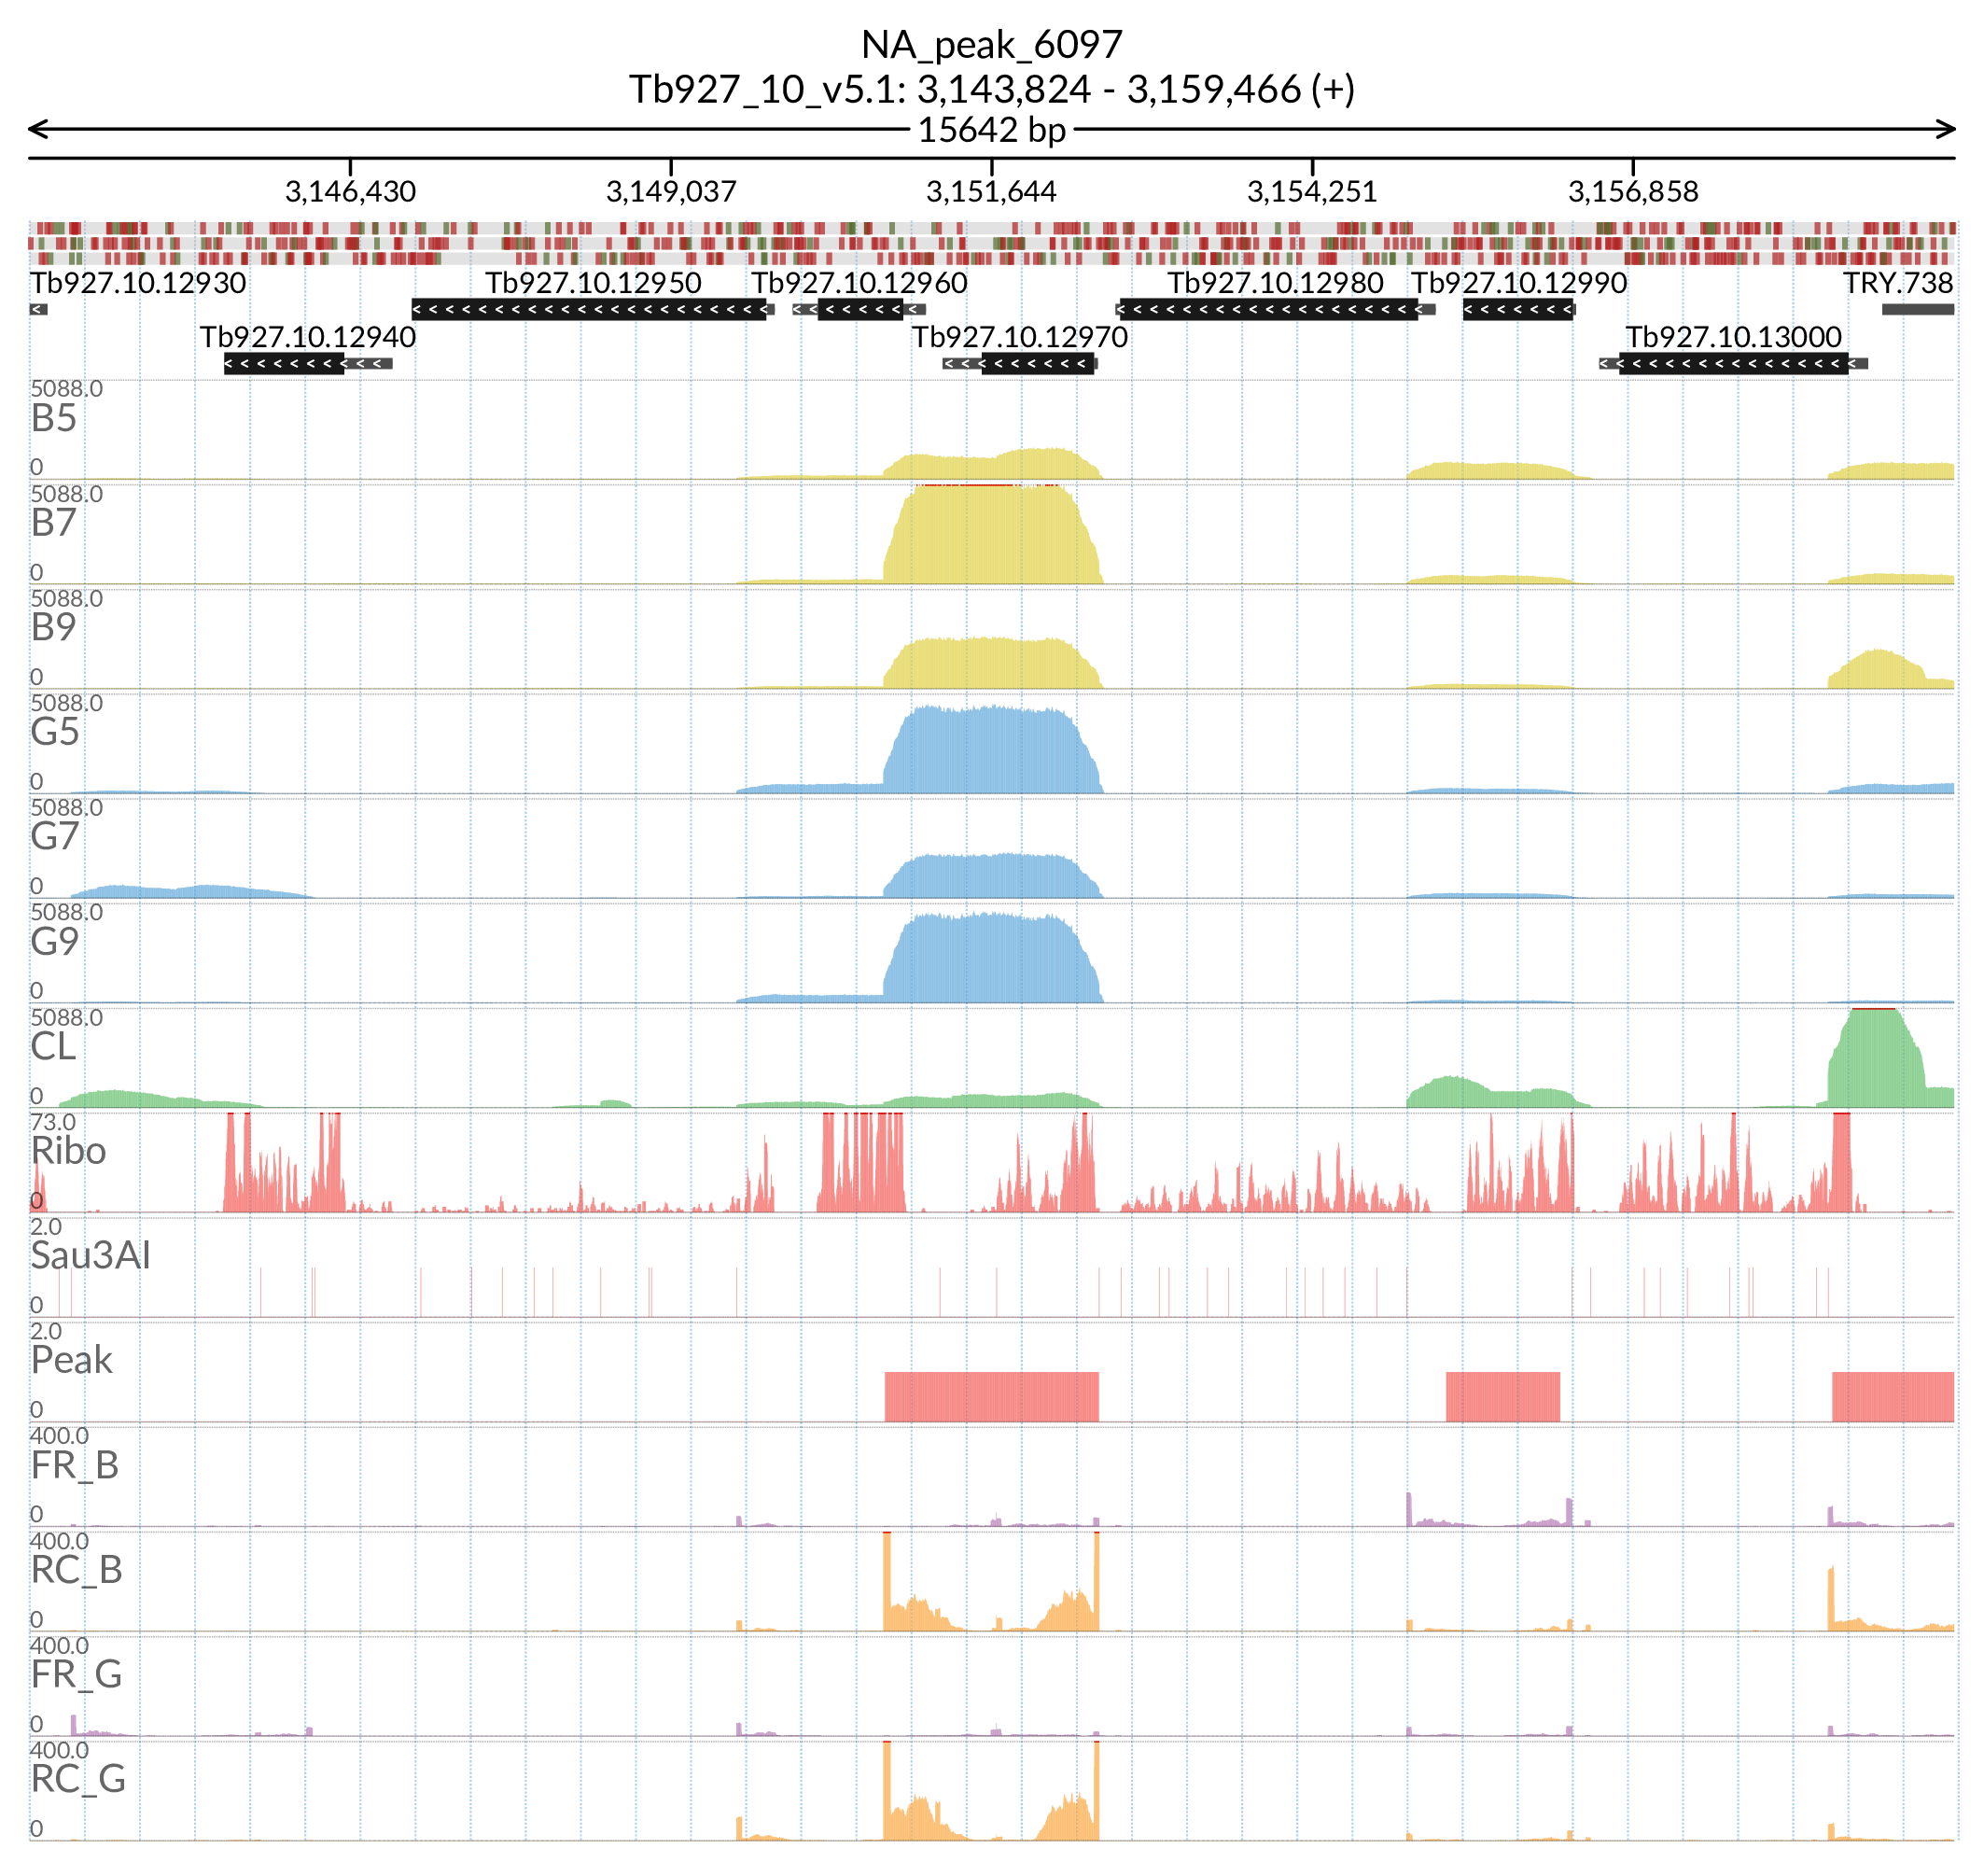 NA_peak_6097
Tb927_10_v5.1: 3,143,824 - 3,159,466 (+)
15642 bp
3,146,430 3,149,037 3,151,644 3,154,251 3,156,858
Tb927.10.12930 Tb927.10.12950 Tb927.10.12960 Tb927.10.12980 Tb927.10.12990 TRY.738
Tb927.10.12940 Tb927.10.12970 Tb927.10.13000
5088.0
B5
0
5088.0
B7
0
5088.0
B9
0
5088.0
G5
0
5088.0
G7
0
5088.0
G9
0
5088.0
CL
0
73.0
Ribo
0
2.0
Sau3AI
0
2.0
Peak
0
400.0
FR_B
0
400.0
RC_B
0
400.0
FR_G
0
400.0
RC_G
0